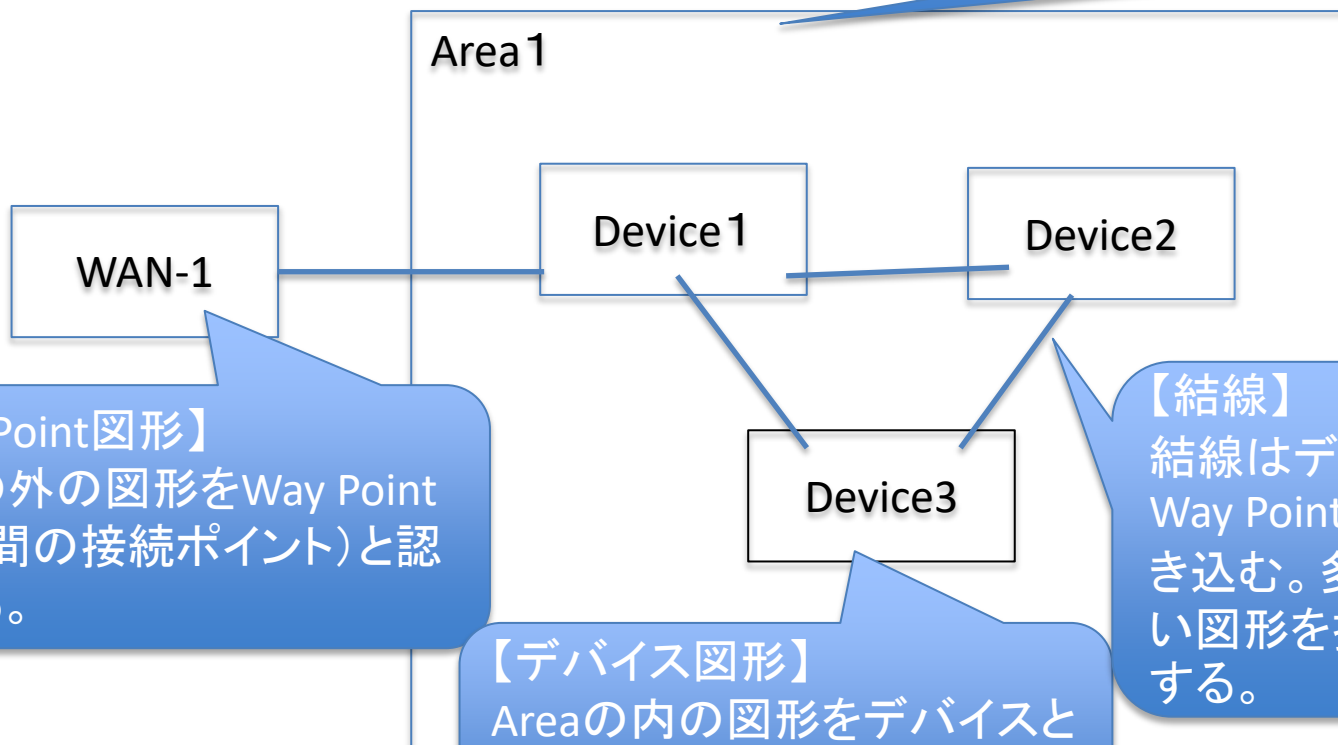 Area１
Device１
Device2
WAN-1
Device3
Point図形】
外の図形をWay Point
間の接続ポイント）と認
。
【結線】
結線はデ
Way Point
き込む。
い図形を
する。
【デバイス図形】
Areaの内の図形をデバイスと